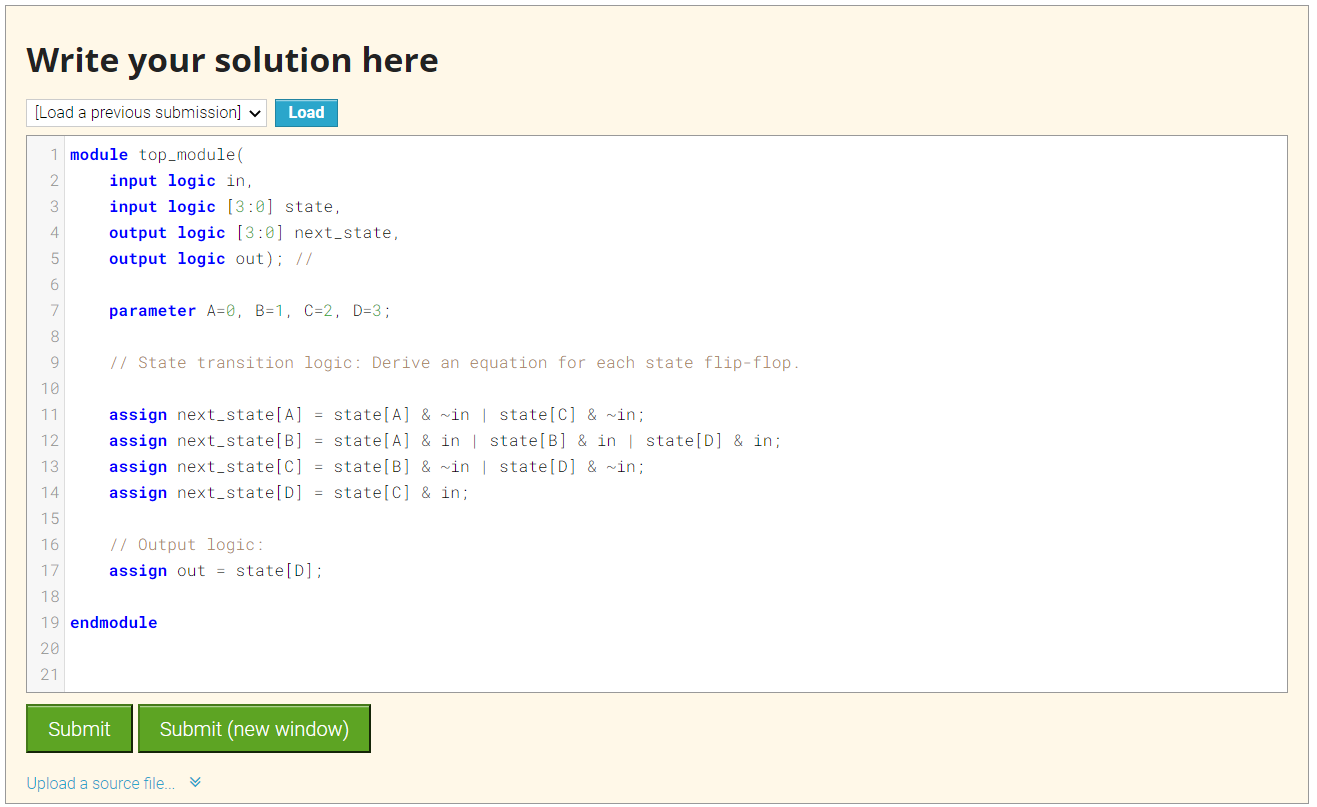 Write your solution here
[Load a previous submission] Load
1 module top_module(
2     input logic in,
3     input logic [3:0] state,
4     output logic [3:0] next_state,
5     output logic out); //
6
7     parameter A=0, B=1, C=2, D=3;
8
9     // State transition logic: Derive an equation for each state flip-flop.
10
11     assign next_state[A] = state[A] & ~in | state[C] & ~in;
12     assign next_state[B] = state[A] & in | state[B] & in | state[D] & in;
13     assign next_state[C] = state[B] & ~in | state[D] & ~in;
14     assign next_state[D] = state[C] & in;
15
16     // Output logic:
17     assign out = state[D];
18
19 endmodule
20
21
Submit Submit (new window)
Upload a source file...